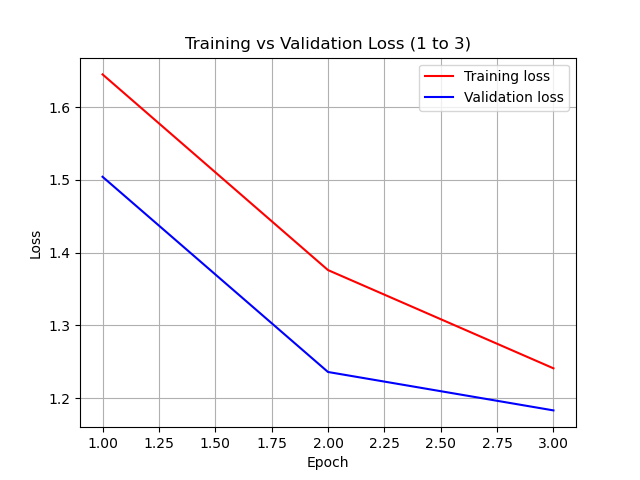 Training vs Validation Loss (1 to 3)
Training loss
Validation loss
1.6
1.5
1.4
1.3
1.2
Loss
1.00 1.25 1.50 1.75 2.00 2.25 2.50 2.75 3.00
Epoch